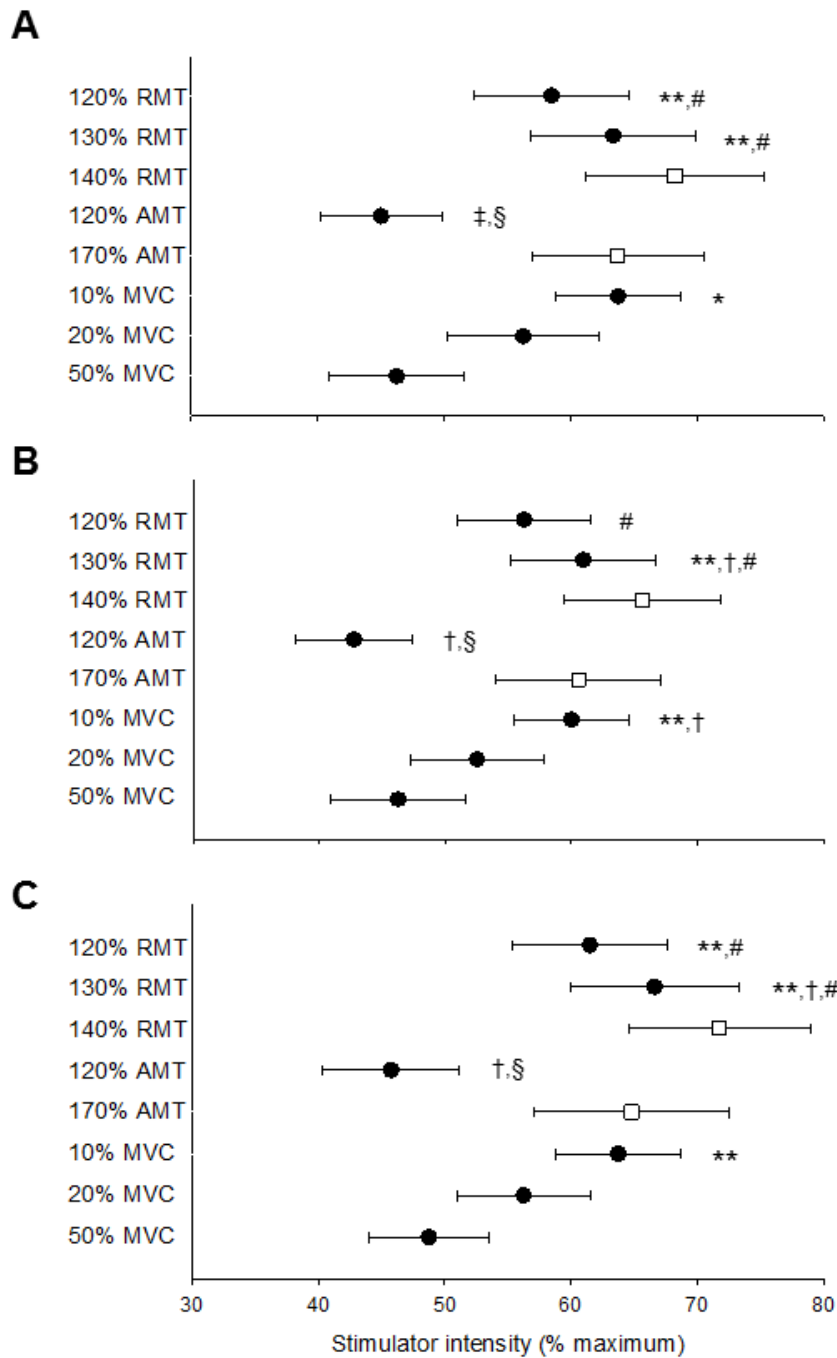 A
120% RMT **,#
130% RMT **,#
140% RMT
120% AMT ‡,§
170% AMT
10% MVC *
20% MVC
50% MVC
B
120% RMT #
130% RMT **,†,#
140% RMT
120% AMT †,§
170% AMT
10% MVC **,†
20% MVC
50% MVC
C
120% RMT **,#
130% RMT **,†,#
140% RMT
120% AMT †,§
170% AMT
10% MVC **
20% MVC
50% MVC
30 40 50 60 70 80
Stimulator intensity (% maximum)